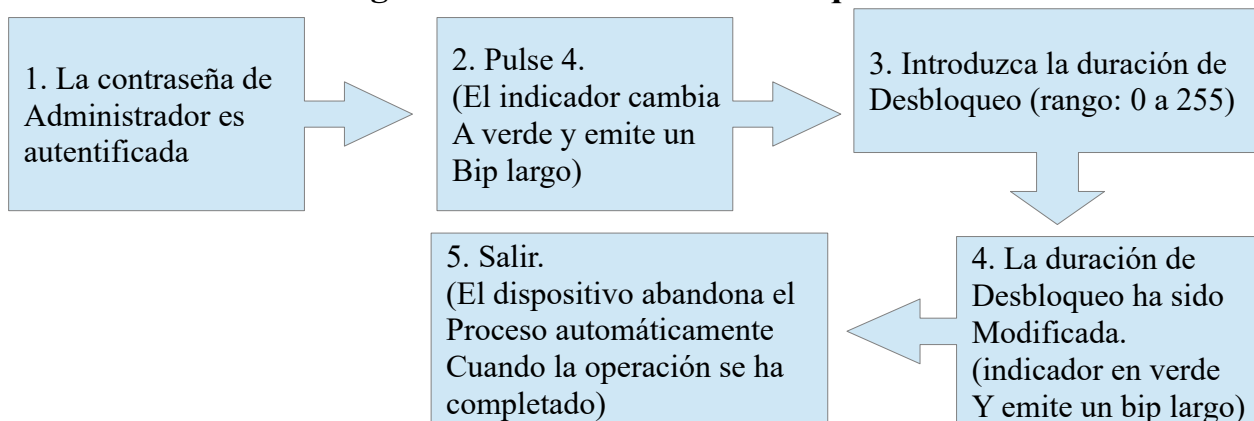 1. La contraseña de
Administrador es
autentificada
2. Pulse 4.
(El indicador cambia
A verde y emite un
Bip largo)
3. Introduzca la duración de
Desbloqueo (rango: 0 a 255)
4. La duración de
Desbloqueo ha sido
Modificada.
(indicador en verde
Y emite un bip largo)
5. Salir.
(El dispositivo abandona el
Proceso automáticamente
Cuando la operación se ha
completado)